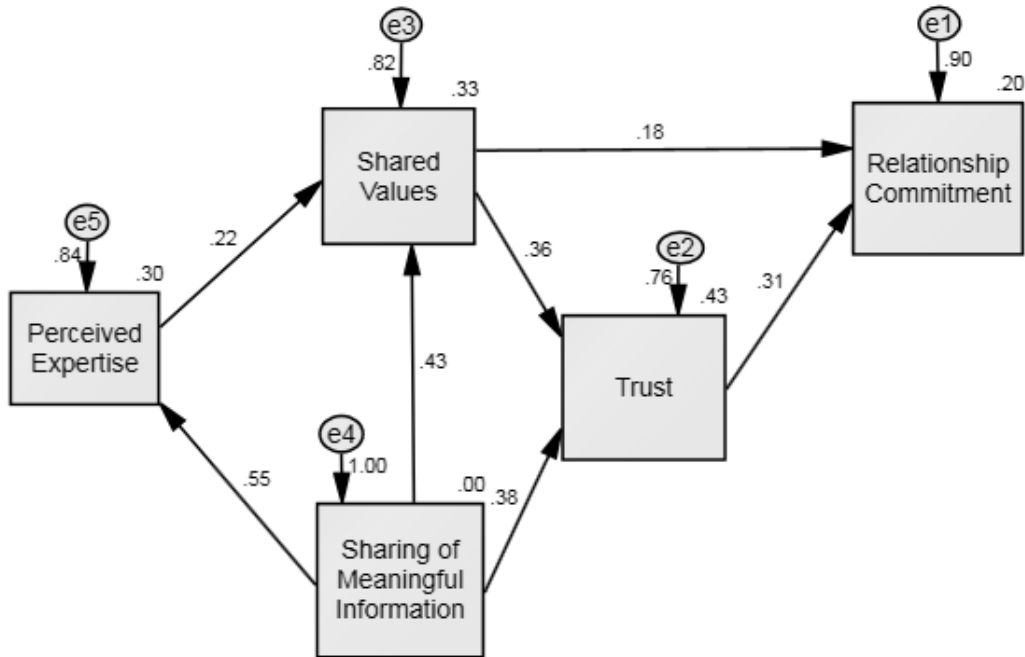 e3
e1
.82
.33
.90
.20
Shared
Values
.18
Relationship
Commitment
e5
.84
.30
.22
.36
e2
.76
.43
.31
Perceived
Expertise
.43
Trust
e4
1.00
.55
.00
.38
Sharing of
Meaningful
Information